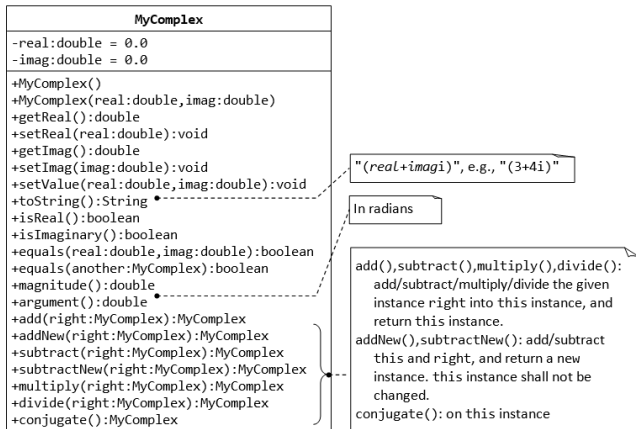 MyComplex
-real:double = 0.0
-imag:double = 0.0
+MyComplex()
+MyComplex(real:double,imag:double)
+getReal():double
+setReal(real:double):void
+getImag():double
+setImag(imag:double):void
+setValue(real:double,imag:double):void
+toString():String
+isReal():boolean
+isImaginary():boolean
+equals(real:double,imag:double):boolean
+equals(another:MyComplex):boolean
+magnitude():double
+argument():double
+add(right:MyComplex):MyComplex
+addNew(right:MyComplex):MyComplex
+subtract(right:MyComplex):MyComplex
+subtractNew(right:MyComplex):MyComplex
+multiply(right:MyComplex):MyComplex
+divide(right:MyComplex):MyComplex
+conjugate():MyComplex
"(real+imagi)", e.g., "(3+4i)"
In radians
add(),subtract(),multiply(),divide():
add/subtract/multiply/divide the given
instance right into this instance, and
return this instance.
addNew(),subtractNew(): add/subtract
this and right, and return a new
instance. this instance shall not be
changed.
conjugate(): on this instance